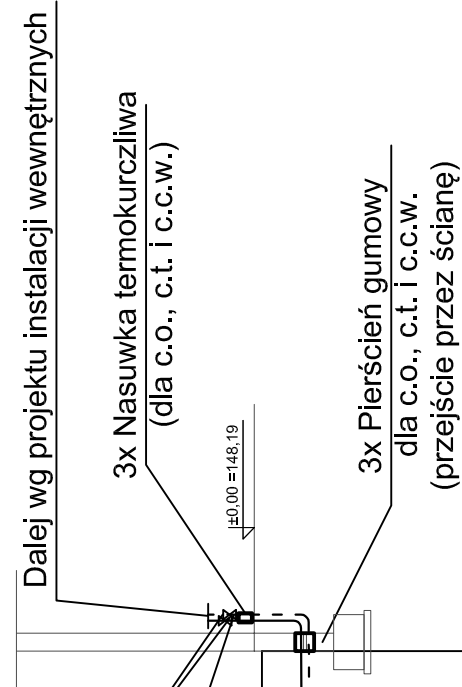 Dalej wg projektu instalacji wewnętrznych
3x Nasuwka termokurczliwa
(dla c.o., c.t. i c.c.w.)
±0,00 =148,19
3x Pierścień gumowy
dla c.o., c.t. i c.c.w.
(przejście przez ścianę)